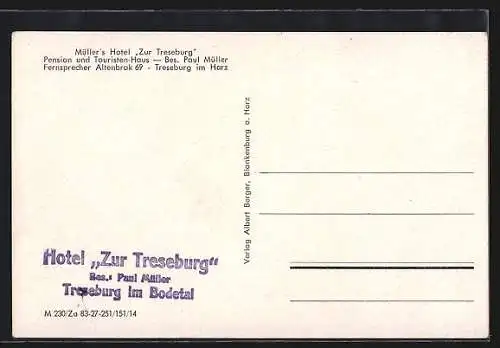 Müller's Hotel „Zur Treseburg"
Pension und Touristen-Haus — Bes. Paul Müller
Fernsprecher Altenbrak 69 - Treseburg im Harz
Verlag Albert Berger, Blankenburg a. Harz
Hotel „Zur Treseburg"
Bes.: Paul Müller
Treseburg im Bodetal
M 230/Za 83-27-251/151/14